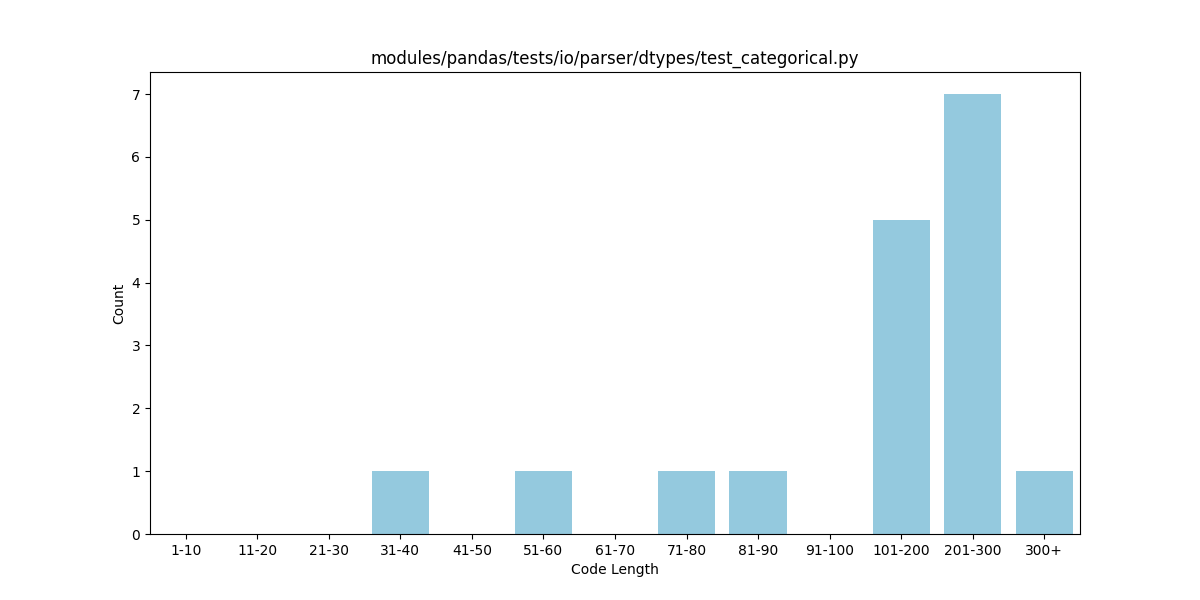 modules/pandas/tests/io/parser/dtypes/test_categorical.py
7
6
5
4
3
2
1
0
Count
1-10 11-20 21-30 31-40 41-50 51-60 61-70 71-80 81-90 91-100 101-200 201-300 300+
Code Length